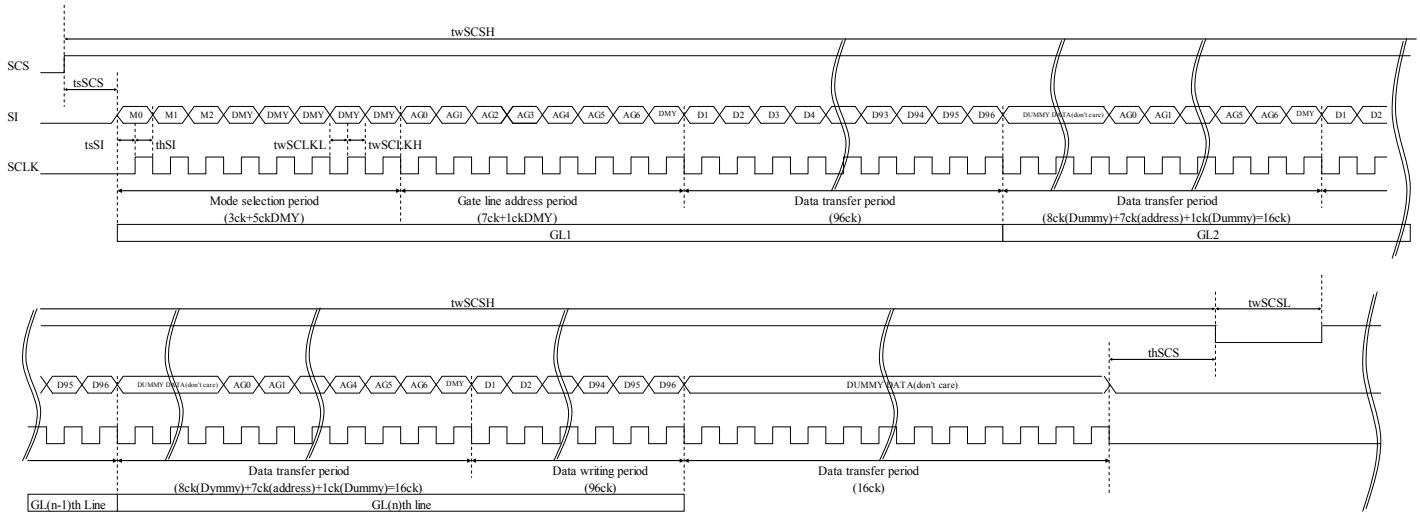 twSCSH
SCS
tsSCS
SI M0 M1 M2 DMY DMY DMY DMY DMY AG0 AG1 AG2 AG3 AG4 AG5 AG6 DMY D1 D2 D3 D4 D93 D94 D95 D96 DUMMY DATA(don't care) AG0 AG1 AG5 AG6 DMY D1 D2
tsSI thSI twSCLKL twSCLKH
SCLK
Mode selection period Gate line address period Data transfer period Data transfer period
(3ck+5ckDMY) (7ck+1ckDMY) (96ck) (8ck(Dummy)+7ck(address)+1ck(Dummy)=16ck)
GL1 GL2
twSCSH twSCSL
thSCS
D95 D96 DUMMY DATA(don't care) AG0 AG1 AG4 AG5 AG6 DMY D1 D2 D94 D95 D96 DUMMY DATA(don't care)
Data transfer period Data writing period Data transfer period
(8ck(Dymmy)+7ck(address)+1ck(Dummy)=16ck) (96ck) (16ck)
GL(n-1)th Line GL(n)th line